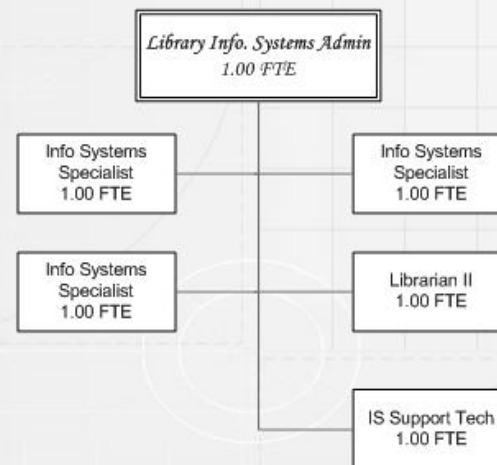 Library Info. Systems Admin
1.00 FTE
Info Systems
Specialist
1.00 FTE
Info Systems
Specialist
1.00 FTE
Info Systems
Specialist
1.00 FTE
Librarian II
1.00 FTE
IS Support Tech
1.00 FTE